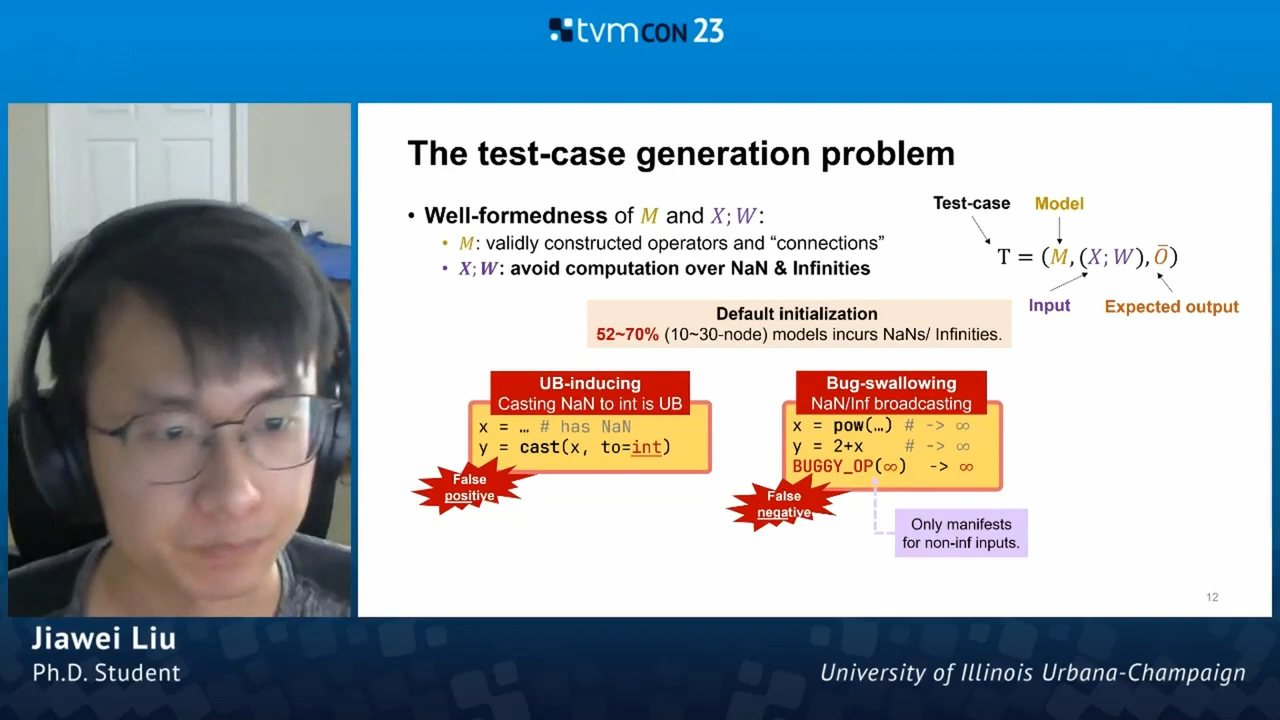 tvmcon 23
The test-case generation problem
• Well-formedness of M and X; W:
• M: validly constructed operators and “connections”
• X; W: avoid computation over NaN & Infinities
Test-case
Model
T = (M, (X; W), Ō)
Input
Expected output
Default initialization
52~70% (10~30-node) models incurs NaNs/ Infinities.
UB-inducing
Casting NaN to int is UB
x = … # has NaN
y = cast(x, to=int)
False
positive
Bug-swallowing
NaN/Inf broadcasting
x = pow(…) # -> ∞
y = 2+x # -> ∞
BUGGY_OP(∞) -> ∞
False
negative
Only manifests
for non-inf inputs.
12
Jiawei Liu
Ph.D. Student
University of Illinois Urbana-Champaign